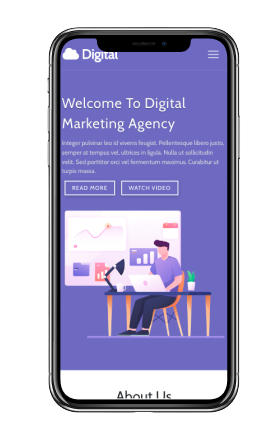 Digital
Welcome To Digital
Marketing Agency
Integer pulvinar leo id viverra feugiat. Pellentesque libero justo,
semper at tempus vel, ultrices in ligula. Nulla ut sollicitudin
velit. Sed porttitor orci vel fermentum maximus. Curabitur ut
turpis massa.
READ MORE WATCH VIDEO
About Us